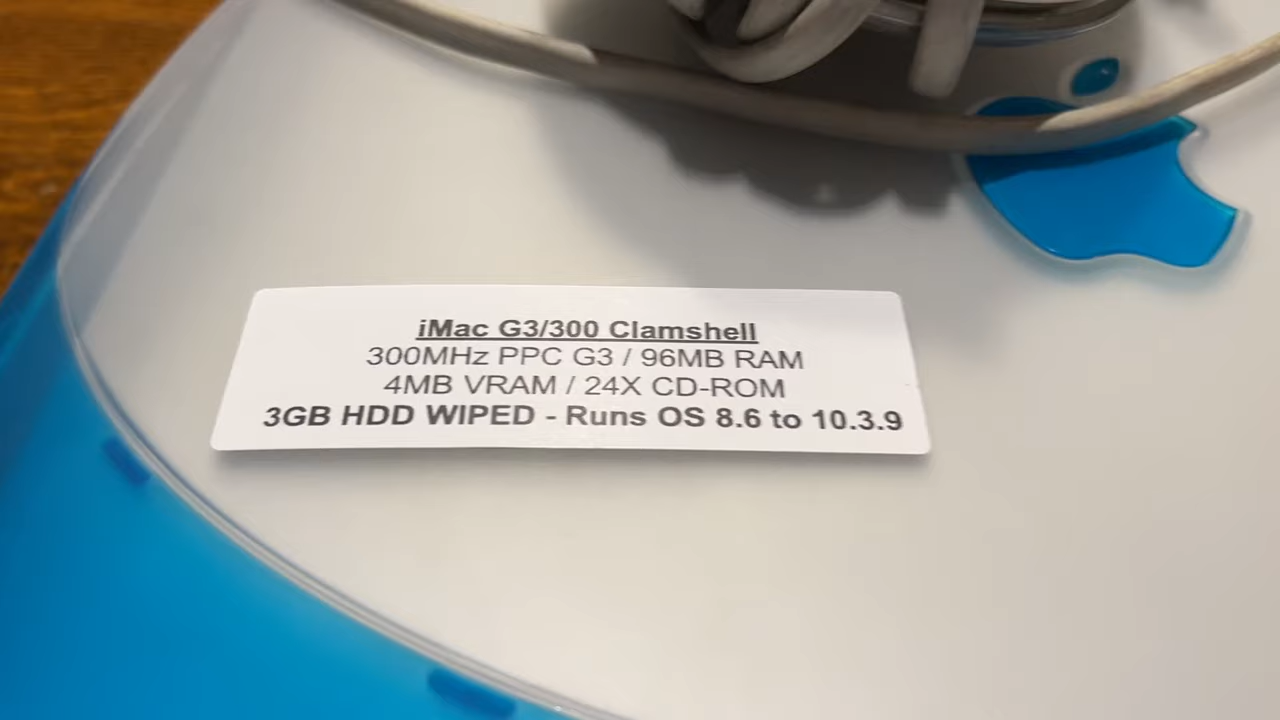 iMac G3/300 Clamshell
300MHz PPC G3 / 96MB RAM
4MB VRAM / 24X CD-ROM
3GB HDD WIPED - Runs OS 8.6 to 10.3.9